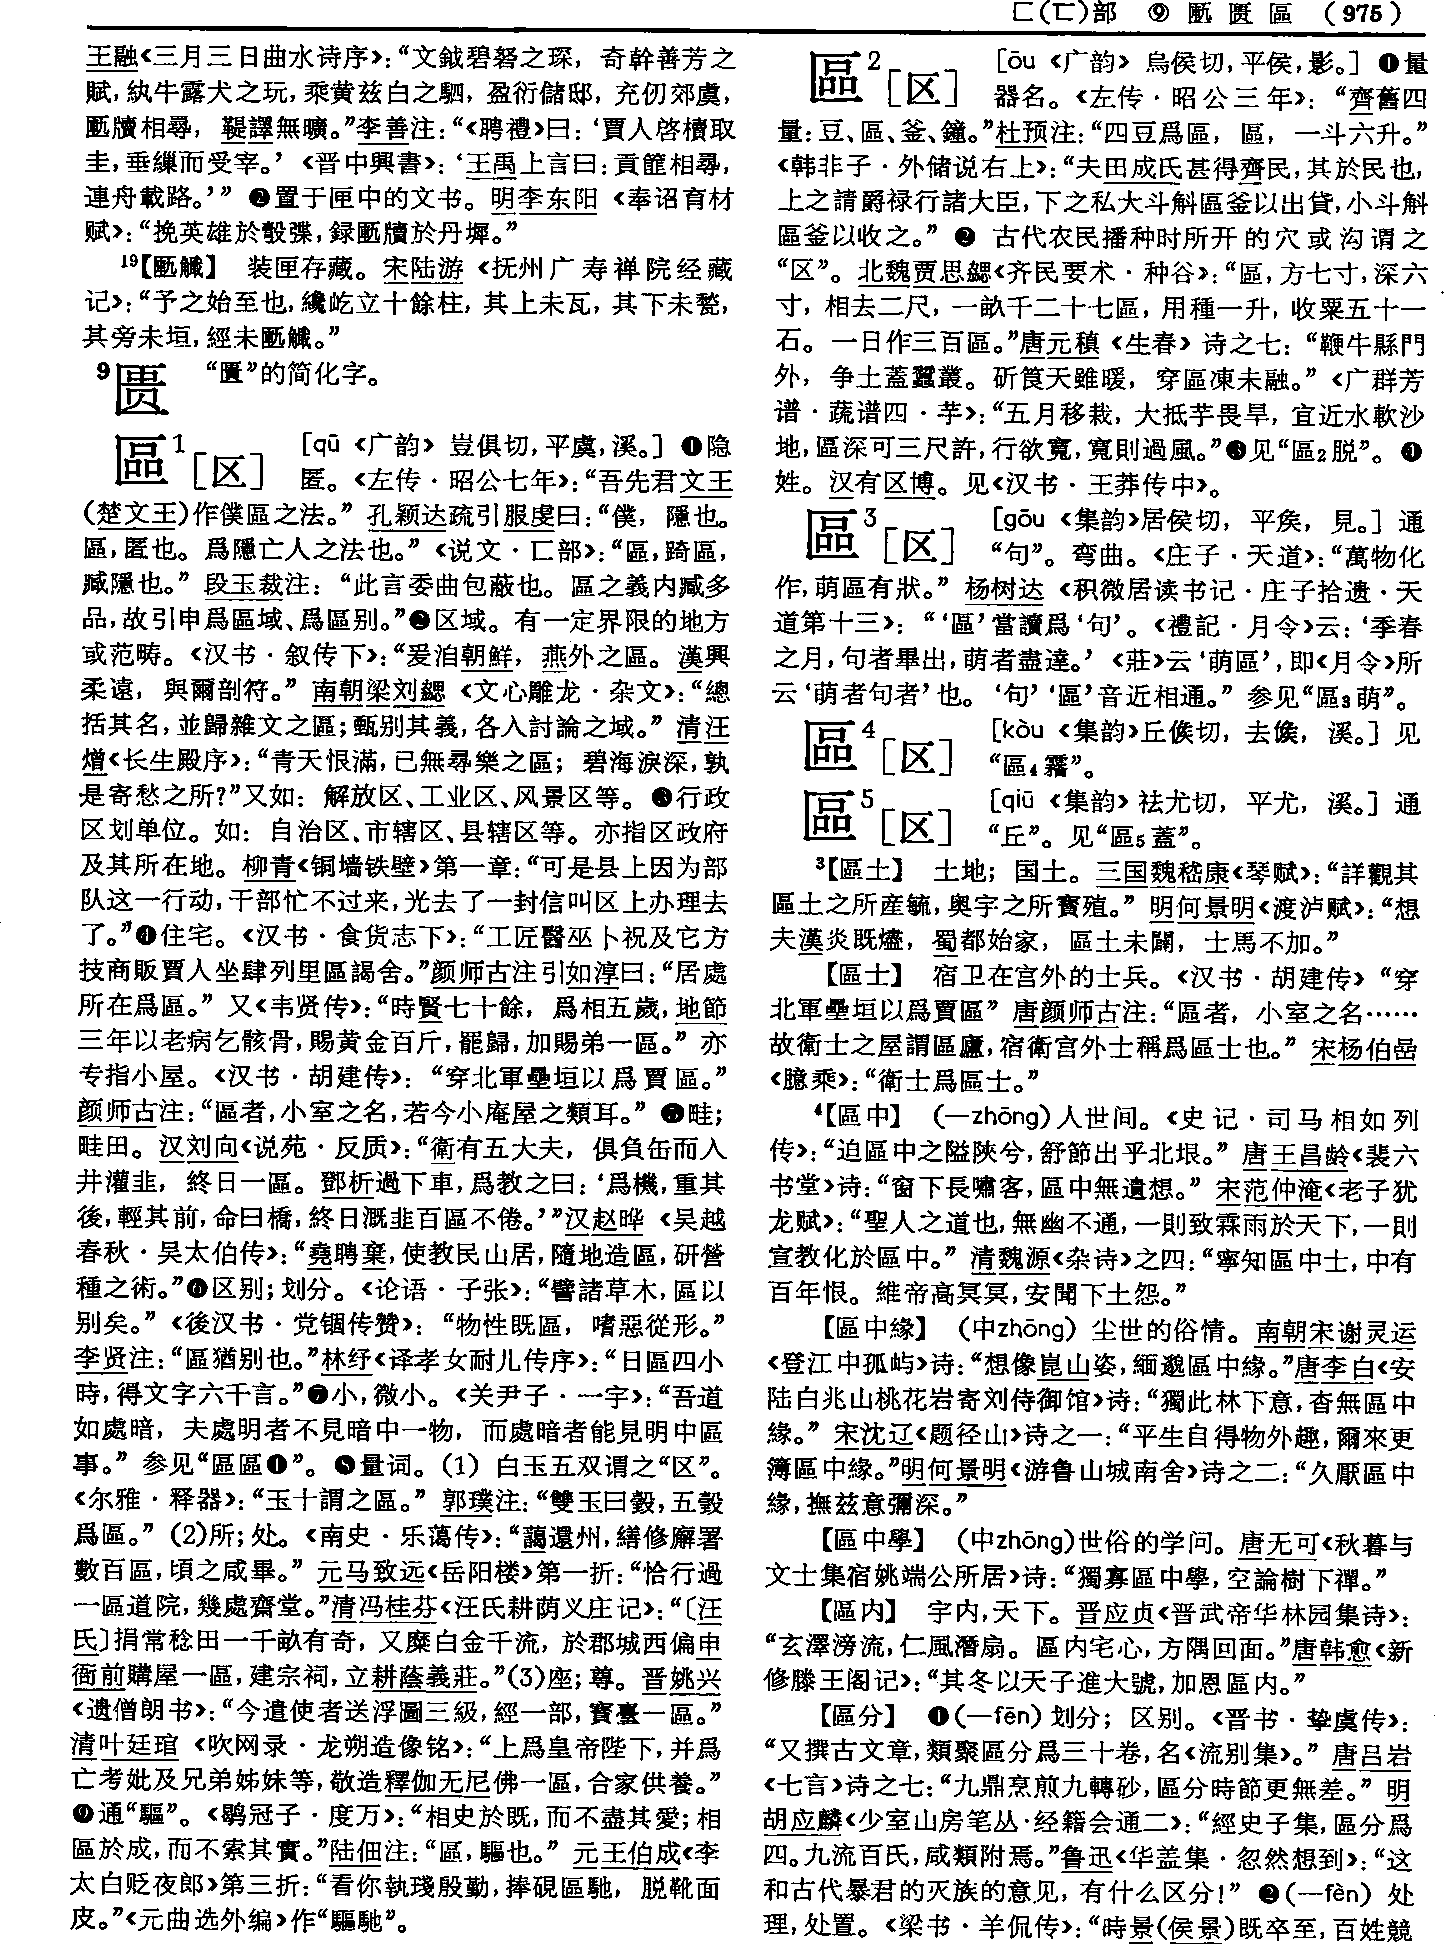 匚(匸)部 ⑨ 匭 匮 區 (975)
王融《三月三日曲水诗序》：“文鉞碧砮之琛，奇幹善芳之
賦，紈牛露犬之玩，乘黄兹白之駟，盈衍儲邸，充仞郊虞，
匭牘相尋，鞮譯無曠。”李善注：“《聘禮》曰：‘賈人啓櫝取
圭，垂繅而受宰。’《晋中興書》：‘王禹上言曰：貢篚相尋，
連舟載路。’”❷置于匣中的文书。明李东阳《奉诏育材
赋》：“挽英雄於彀弽，録匭牘於丹墀。”
¹⁹【匭軄】 装匣存藏。宋陆游《抚州广寿禅院经藏
记》：“予之始至也，纔屹立十餘柱，其上未瓦，其下未甃，
其旁未垣，經未匭軄。”
9 匮 “匱”的简化字。
區¹［区］ [qū《广韵》豈俱切，平虞，溪。]❶隐
匿。《左传·昭公七年》：“吾先君文王
(楚文王)作僕區之法。”孔颖达疏引服虔曰：“僕，隱也。
區，匿也。爲隱亡人之法也。”《说文·匸部》：“區，踦區，
臧隱也。”段玉裁注：“此言委曲包蔽也。區之義内臧多
品，故引申爲區域、爲區别。”❷区域。有一定界限的地方
或范畴。《汉书·叙传下》：“爰洎朝鮮，燕外之區。漢興
柔遠，與爾剖符。”南朝梁刘勰《文心雕龙·杂文》：“總
括其名，並歸雜文之區；甄别其義，各入討論之域。”清汪
熷《长生殿序》：“青天恨滿，已無尋樂之區；碧海淚深，孰
是寄愁之所?”又如：解放区、工业区、风景区等。❸行政
区划单位。如：自治区、市辖区、县辖区等。亦指区政府
及其所在地。柳青《铜墙铁壁》第一章：“可是县上因为部
队这一行动，干部忙不过来，光去了一封信叫区上办理去
了。”❹住宅。《汉书·食货志下》：“工匠醫巫卜祝及它方
技商販賈人坐肆列里區謁舍。”颜师古注引如淳曰：“居處
所在爲區。”又《韦贤传》：“時賢七十餘，爲相五歲，地節
三年以老病乞骸骨，賜黄金百斤，罷歸，加賜弟一區。”亦
专指小屋。《汉书·胡建传》：“穿北軍壘垣以爲賈區。”
颜师古注：“區者，小室之名，若今小庵屋之類耳。”❺畦；
畦田。汉刘向《说苑·反质》：“衛有五大夫，俱負缶而入
井灌韭，終日一區。鄧析過下車，爲教之曰：‘爲機，重其
後，輕其前，命曰橋，終日溉韭百區不倦。’”汉赵晔《吴越
春秋·吴太伯传》：“堯聘棄，使教民山居，隨地造區，研營
種之術。”❻区别；划分。《论语·子张》：“譬諸草木，區以
别矣。”《後汉书·党锢传赞》：“物性既區，嗜惡從形。”
李贤注：“區猶别也。”林纾《译孝女耐儿传序》：“日區四小
時，得文字六千言。”❼小，微小。《关尹子·一宇》：“吾道
如處暗，夫處明者不見暗中一物，而處暗者能見明中區
事。”参见“區區❶”。❽量词。(1)白玉五双谓之“区”。
《尔雅·释器》：“玉十謂之區。”郭璞注：“雙玉曰瑴，五瑴
爲區。”(2)所；处。《南史·乐蔼传》：“藹還州，繕修廨署
數百區，頃之咸畢。”元马致远《岳阳楼》第一折：“恰行過
一區道院，幾處齋堂。”清冯桂芬《汪氏耕荫义庄记》：“〔汪
氏〕捐常稔田一千畝有奇，又糜白金千流，於郡城西偏申
衙前購屋一區，建宗祠，立耕蔭義莊。”(3)座；尊。晋姚兴
《遗僧朗书》：“今遣使者送浮圖三級，經一部，寶臺一區。”
清叶廷琯《吹网录·龙朔造像铭》：“上爲皇帝陛下，并爲
亡考妣及兄弟姊妹等，敬造釋伽无尼佛一區，合家供養。”
❾通“驅”。《鹖冠子·度万》：“相史於既，而不盡其愛；相
區於成，而不索其實。”陆佃注：“區，驅也。”元王伯成《李
太白贬夜郎》第三折：“看你執琖殷勤，捧硯區馳，脱靴面
皮。”《元曲选外编》作“驅馳”。
區²［区］ [ōu《广韵》烏侯切，平侯，影。]❶量
器名。《左传·昭公三年》：“齊舊四
量：豆、區、釜、鐘。”杜预注：“四豆爲區，區，一斗六升。”
《韩非子·外储说右上》：“夫田成氏甚得齊民，其於民也，
上之請爵禄行諸大臣，下之私大斗斛區釜以出貸，小斗斛
區釜以收之。”❷古代农民播种时所开的穴或沟谓之
“区”。北魏贾思勰《齐民要术·种谷》：“區，方七寸，深六
寸，相去二尺，一畝千二十七區，用種一升，收粟五十一
石。一日作三百區。”唐元稹《生春》诗之七：“鞭牛縣門
外，争土蓋蠶叢。斫筤天雖暖，穿區凍未融。”《广群芳
谱·蔬谱四·芋》：“五月移栽，大抵芋畏旱，宜近水軟沙
地，區深可三尺許，行欲寬，寬則過風。”❸见“區₂脱”。❹
姓。汉有区博。见《汉书·王莽传中》。
區³［区］ [gōu《集韵》居侯切，平矦，見。]通
“句”。弯曲。《庄子·天道》：“萬物化
作，萌區有狀。”杨树达《积微居读书记·庄子拾遗·天
道第十三》：“‘區’當讀爲‘句’。《禮記·月令》云：‘季春
之月，句者畢出，萌者盡達。’《莊》云‘萌區’，即《月令》所
云‘萌者句者’也。‘句’‘區’音近相通。”参见“區₃萌”。
區⁴［区］ [kòu《集韵》丘候切，去候，溪。]见
“區₄霿”。
區⁵［区］ [qiū《集韵》祛尤切，平尤，溪。]通
“丘”。见“區₅蓋”。
³【區土】 土地；国土。三国魏嵇康《琴赋》：“詳觀其
區土之所産毓，奥宇之所寶殖。”明何景明《渡泸赋》：“想
夫漢炎既燼，蜀都始家，區土未闢，士馬不加。”
【區士】 宿卫在宫外的士兵。《汉书·胡建传》“穿
北軍壘垣以爲賈區”唐颜师古注：“區者，小室之名……
故衛士之屋謂區廬，宿衛宫外士稱爲區士也。”宋杨伯嵒
《臆乘》：“衛士爲區士。”
⁴【區中】 (—zhōng)人世间。《史记·司马相如列
传》：“迫區中之隘陜兮，舒節出乎北垠。”唐王昌龄《裴六
书堂》诗：“窗下長嘯客，區中無遺想。”宋范仲淹《老子犹
龙赋》：“聖人之道也，無幽不通，一則致霖雨於天下，一則
宣教化於區中。”清魏源《杂诗》之四：“寧知區中士，中有
百年恨。維帝高冥冥，安聞下土怨。”
【區中緣】 (中zhōng)尘世的俗情。南朝宋谢灵运
《登江中孤屿》诗：“想像崑山姿，緬邈區中緣。”唐李白《安
陆白兆山桃花岩寄刘侍御馆》诗：“獨此林下意，杳無區中
緣。”宋沈辽《题径山》诗之一：“平生自得物外趣，爾來更
簿區中緣。”明何景明《游鲁山城南舍》诗之二：“久厭區中
緣，撫兹意彌深。”
【區中學】 (中zhōng)世俗的学问。唐无可《秋暮与
文士集宿姚端公所居》诗：“獨寡區中學，空論樹下禪。”
【區内】 宇内，天下。晋应贞《晋武帝华林园集诗》：
“玄澤滂流，仁風潛扇。區内宅心，方隅回面。”唐韩愈《新
修滕王阁记》：“其冬以天子進大號，加恩區内。”
【區分】 ❶(—fēn)划分；区别。《晋书·挚虞传》：
“又撰古文章，類聚區分爲三十卷，名《流别集》。”唐吕岩
《七言》诗之七：“九鼎烹煎九轉砂，區分時節更無差。”明
胡应麟《少室山房笔丛·经籍会通二》：“經史子集，區分爲
四。九流百氏，咸類附焉。”鲁迅《华盖集·忽然想到》：“这
和古代暴君的灭族的意见，有什么区分!”❷(—fèn)处
理，处置。《梁书·羊侃传》：“時景(侯景)既卒至，百姓競